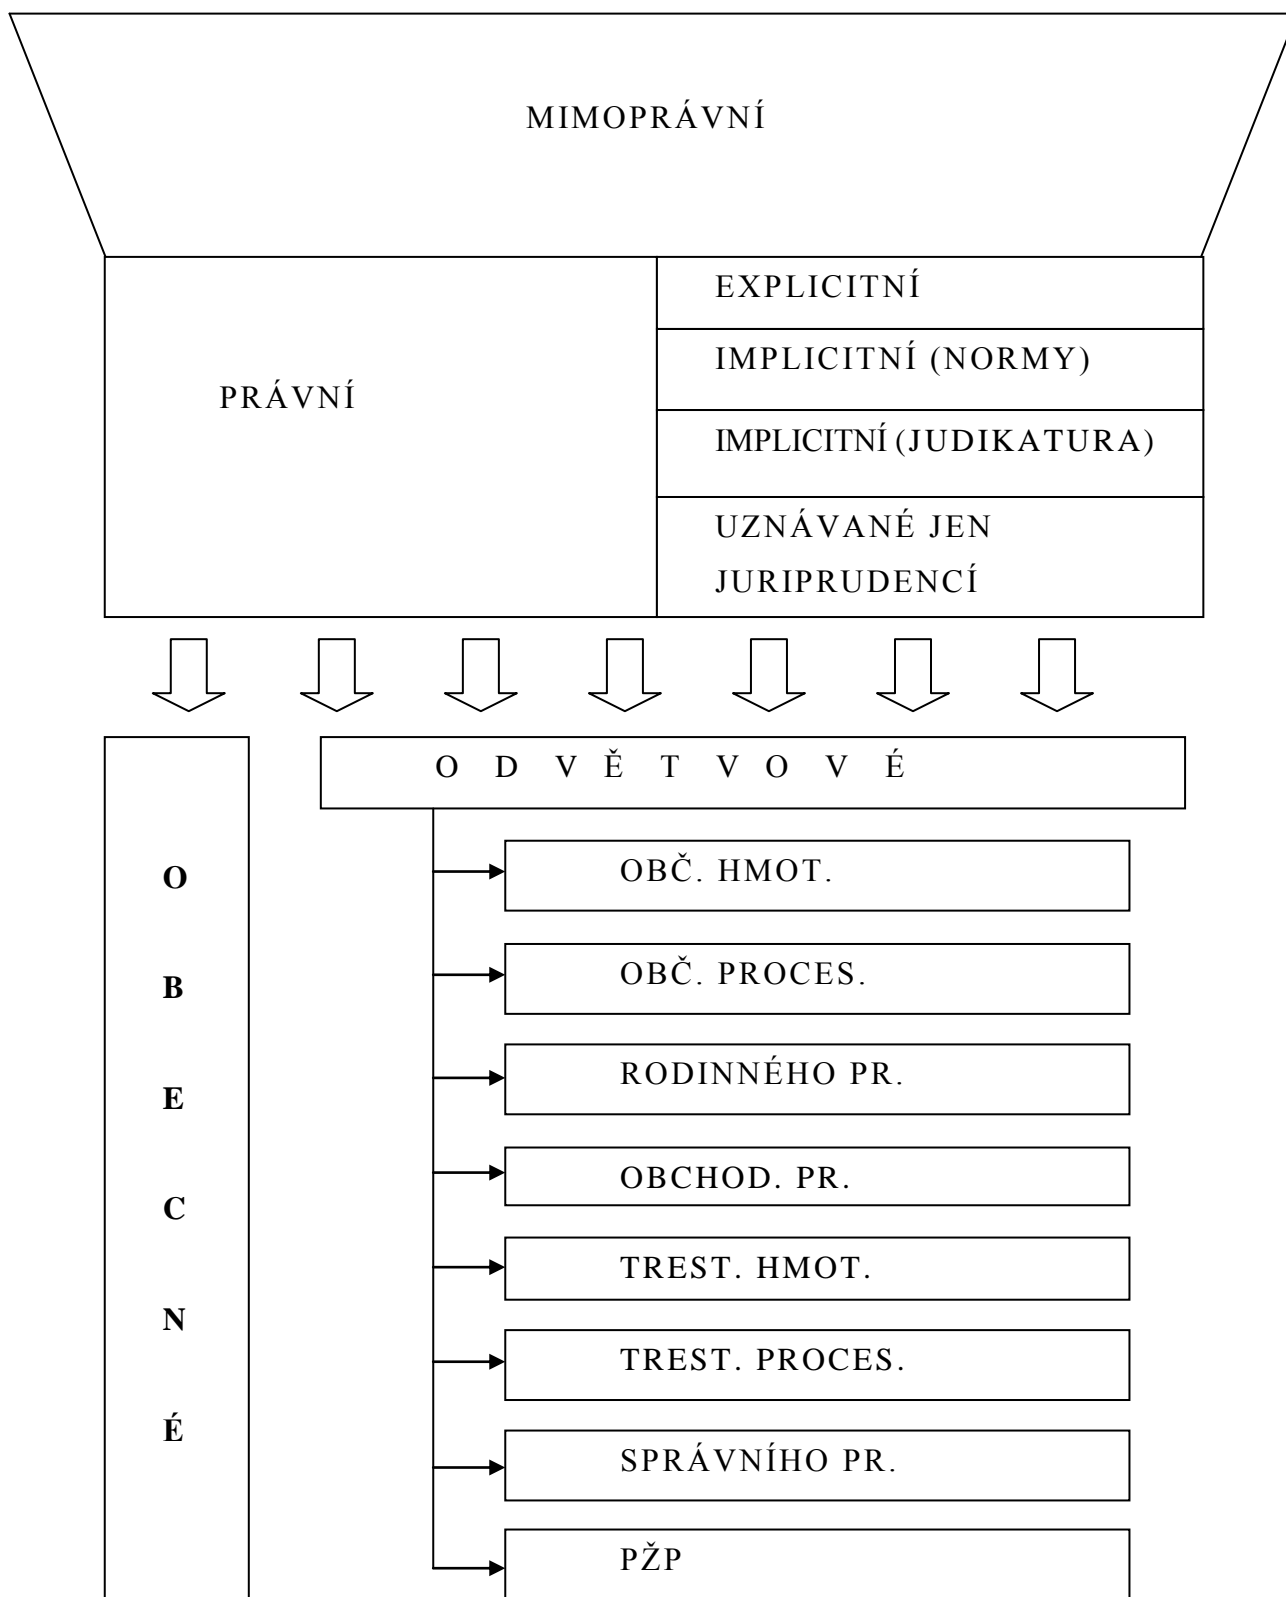 MIMOPRÁVNÍ
PRÁVNÍ
EXPLICITNÍ
IMPLICITNÍ (NORMY)
IMPLICITNÍ (JUDIKATURA)
UZNÁVANÉ JEN
JURIPRUDENCÍ
O B E C N É
O D V Ě T V O V É
OBČ. HMOT.
OBČ. PROCES.
RODINNÉHO PR.
OBCHOD. PR.
TREST. HMOT.
TREST. PROCES.
SPRÁVNÍHO PR.
PŽP